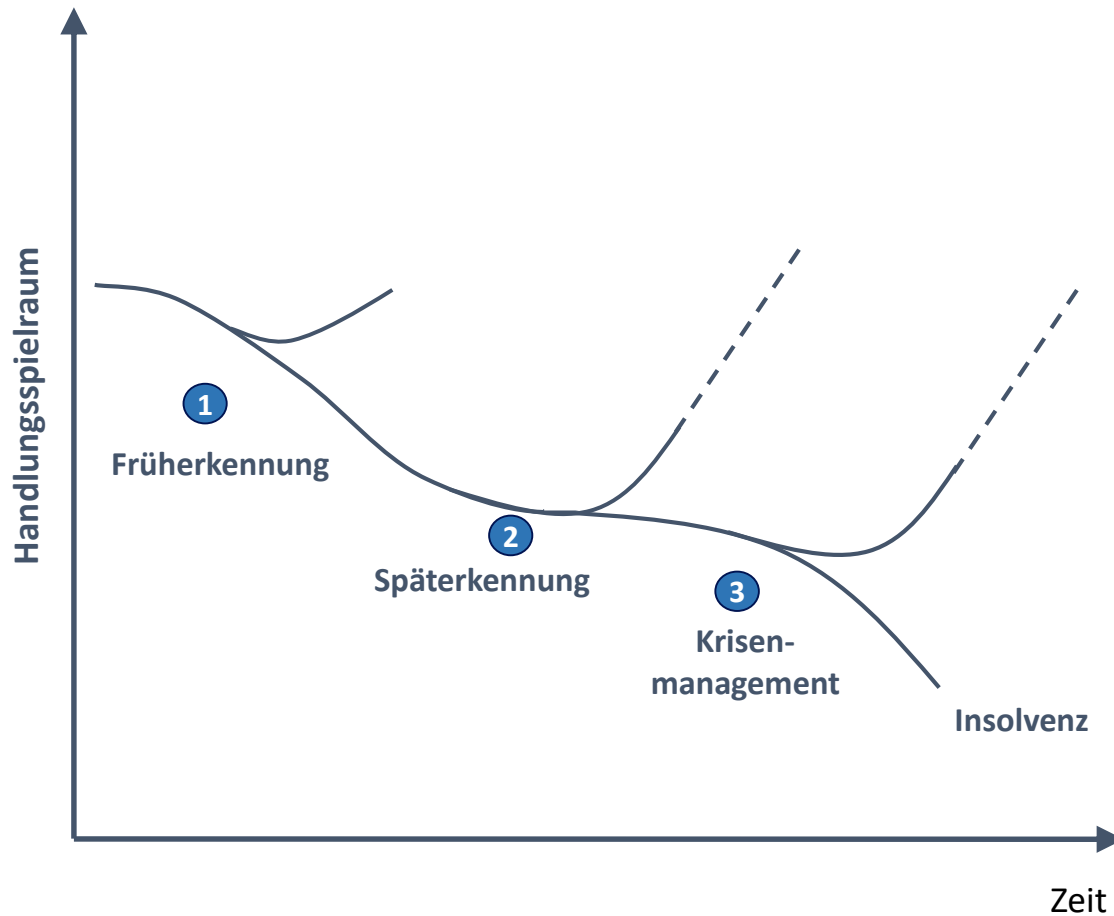 Handlungsspielraum
1
Früherkennung
2
Späterkennung
3
Krisen-
management
Insolvenz
Zeit